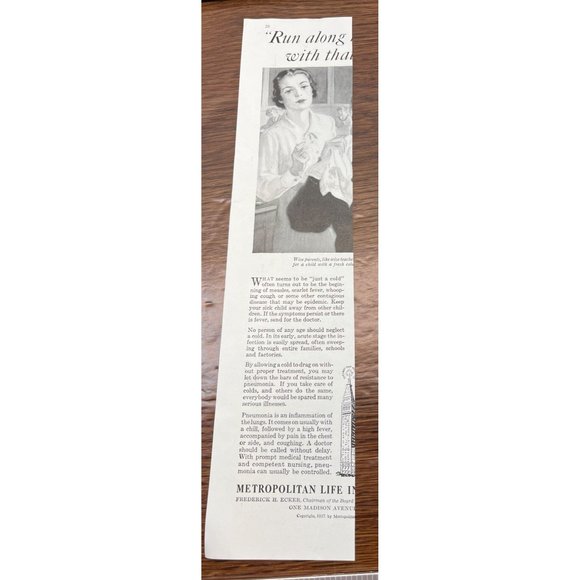 28
"Run along
with that
Wise parents, like wise teache
for a child with a fresh col
WHAT seems to be "just a cold"
often turns out to be the begin-
ning of measles, scarlet fever, whoop-
ing cough or some other contagious
disease that may be epidemic. Keep
your sick child away from other chil-
dren. If the symptoms persist or there
is fever, send for the doctor.
No person of any age should neglect
a cold. In its early, acute stage the in-
fection is easily spread, often sweep-
ing through entire families, schools
and factories.
By allowing a cold to drag on with-
out proper treatment, you may
let down the bars of resistance to
pneumonia. If you take care of
colds, and others do the same,
everybody would be spared many
serious illnesses.
Pneumonia is an inflammation of
the lungs. It comes on usually with
a chill, followed by a high fever,
accompanied by pain in the chest
or side, and coughing. A doctor
should be called without delay.
With prompt medical treatment
and competent nursing, pneu-
monia can usually be controlled.
METROPOLITAN LIFE IN
FREDERICK H. ECKER, Chairman of the Board
ONE MADISON AVENU
Copyright, 1937, by Metropolitan